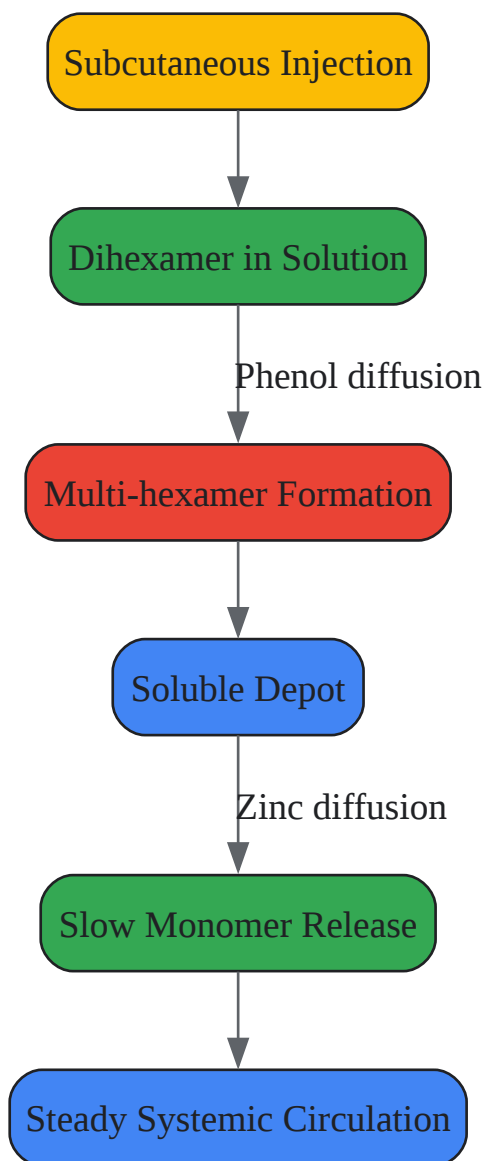 Subcutaneous Injection
Dihexamer in Solution
Phenol diffusion
Multi-hexamer Formation
Soluble Depot
Zinc diffusion
Slow Monomer Release
Steady Systemic Circulation